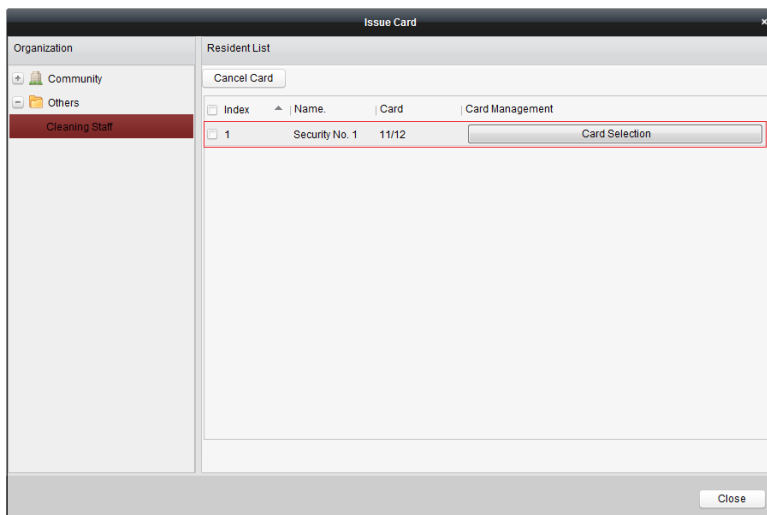 Issue Card
x
Organization
Resident List
Community
Others
Cleaning Staff
Cancel Card
Index Name. Card Card Management
1 Security No. 1 11/12 Card Selection
Close